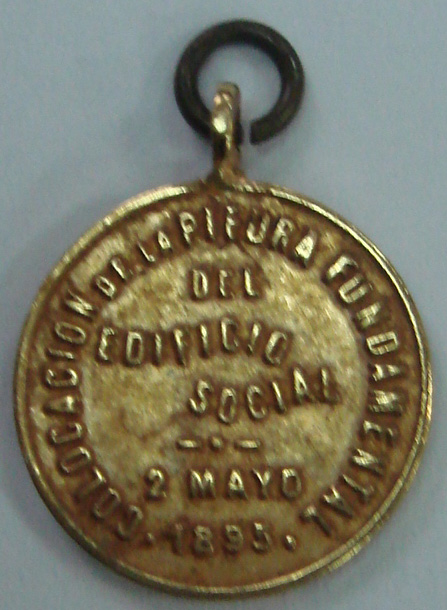 COLOCACION DE LA PIEDRA FUNDAMENTAL
DEL
EDIFICIO
SOCIAL
2 MAYO
· 1895 ·